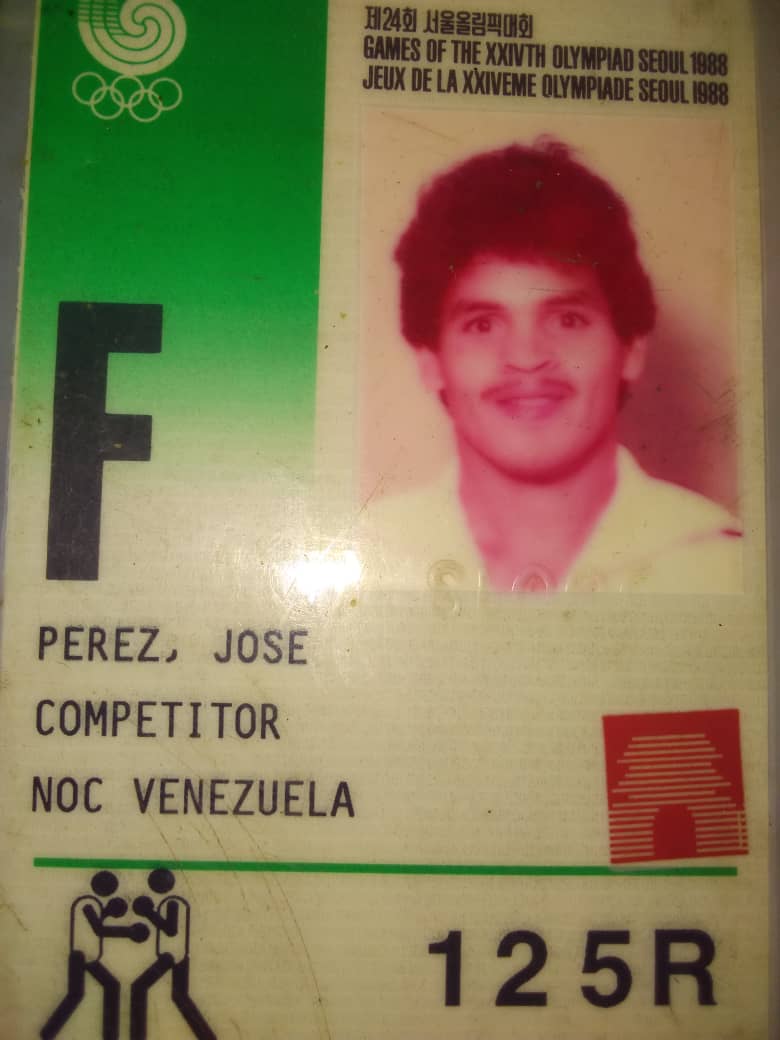 제24회 서울올림픽대회
GAMES OF THE XXIVTH OLYMPIAD SEOUL 1988
JEUX DE LA XXIVEME OLYMPIADE SEOUL 1988
F
PEREZ, JOSE
COMPETITOR
NOC VENEZUELA
125R